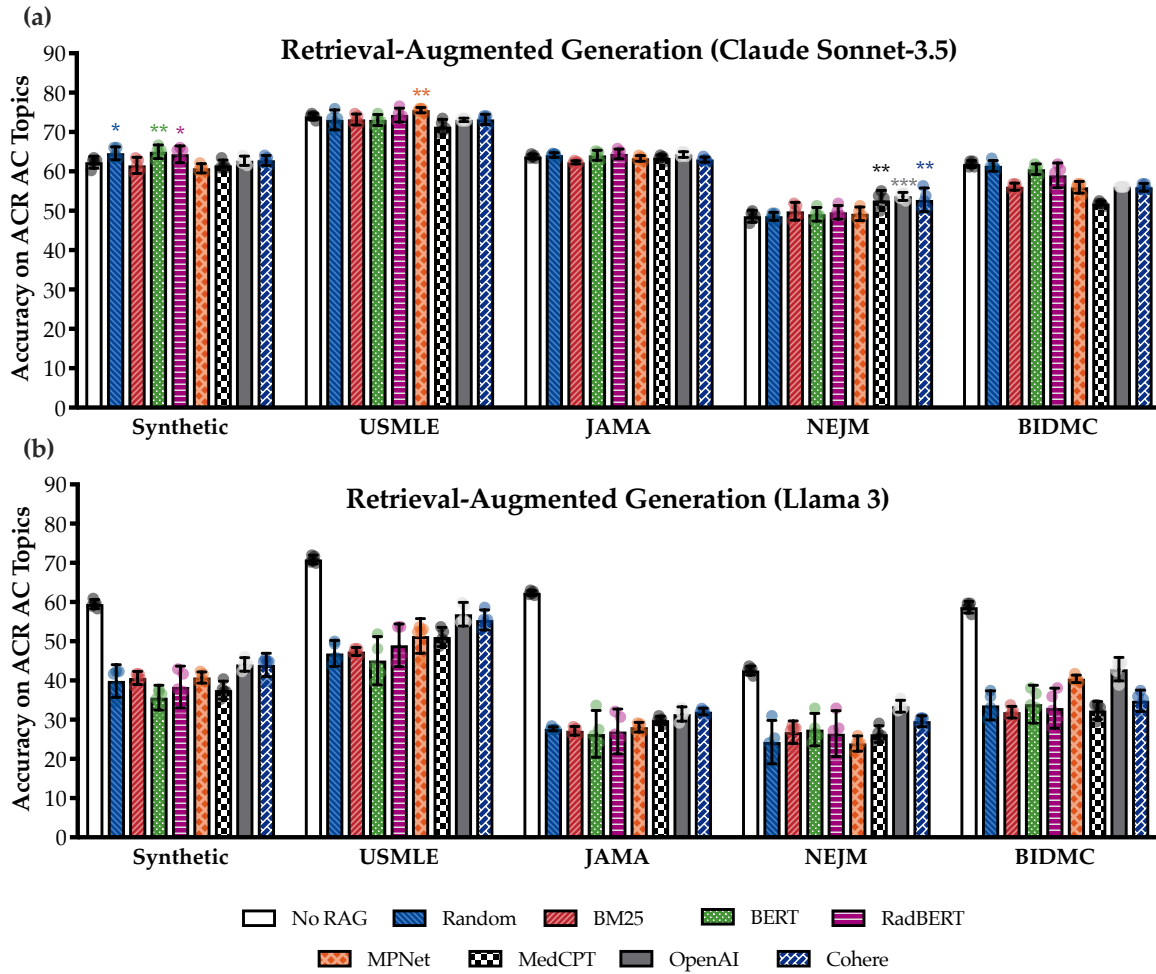 (a)
Retrieval-Augmented Generation (Claude Sonnet-3.5)
Accuracy on ACR AC Topics
90
80
70
60
50
40
30
20
10
0
* ** * ** ** *** **
Synthetic USMLE JAMA NEJM BIDMC
(b)
Retrieval-Augmented Generation (Llama 3)
Accuracy on ACR AC Topics
90
80
70
60
50
40
30
20
10
0
Synthetic USMLE JAMA NEJM BIDMC
No RAG Random BM25 BERT RadBERT
MPNet MedCPT OpenAI Cohere